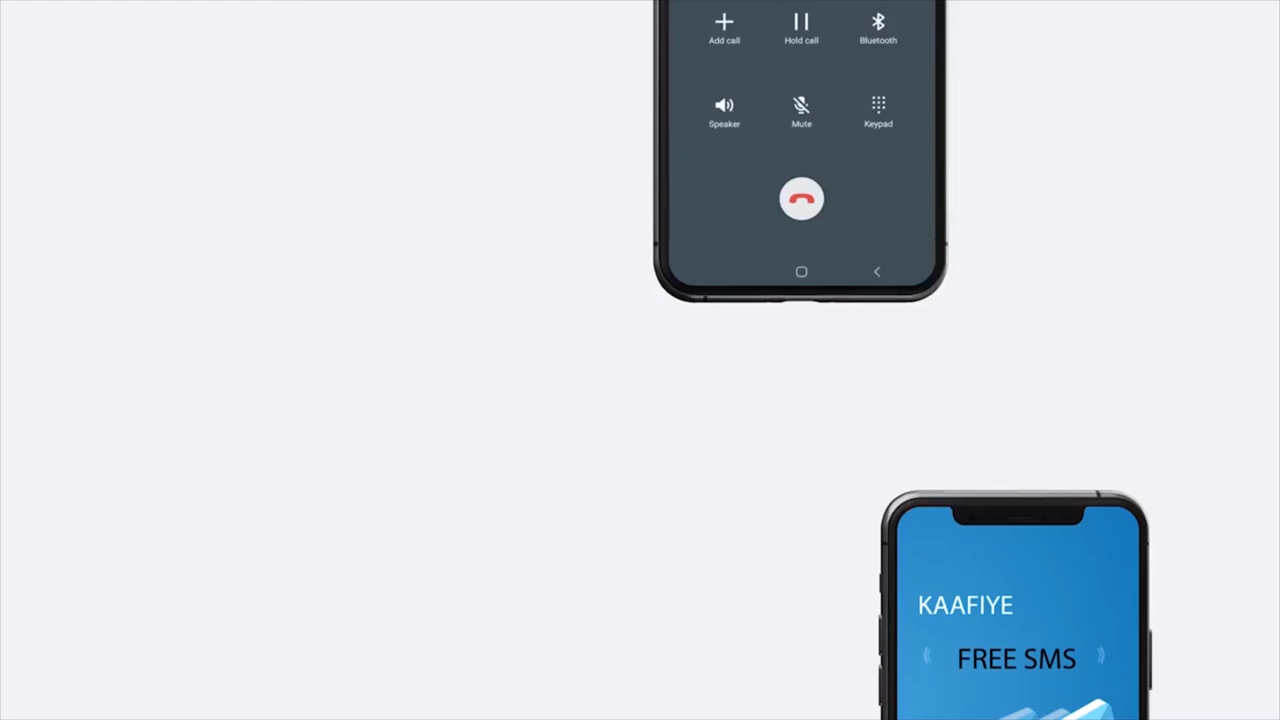 Add call Hold call Bluetooth
Speaker Mute Keypad
KAAFIYE
FREE SMS